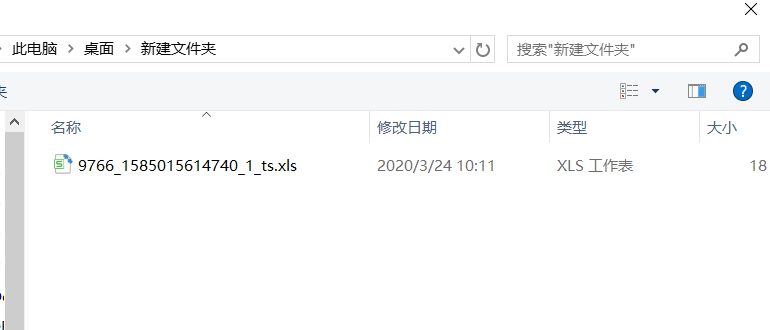 此电脑 › 桌面 › 新建文件夹
搜索"新建文件夹"
夹
名称 修改日期 类型 大小
9766_1585015614740_1_ts.xls 2020/3/24 10:11 XLS 工作表 18